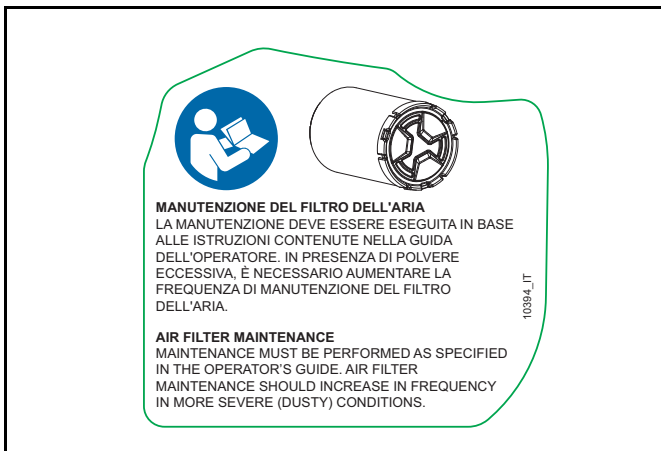 MANUTENZIONE DEL FILTRO DELL'ARIA
LA MANUTENZIONE DEVE ESSERE ESEGUITA IN BASE
ALLE ISTRUZIONI CONTENUTE NELLA GUIDA
DELL'OPERATORE. IN PRESENZA DI POLVERE
ECCESSIVA, È NECESSARIO AUMENTARE LA
FREQUENZA DI MANUTENZIONE DEL FILTRO
DELL'ARIA.
10394_IT
AIR FILTER MAINTENANCE
MAINTENANCE MUST BE PERFORMED AS SPECIFIED
IN THE OPERATOR'S GUIDE. AIR FILTER
MAINTENANCE SHOULD INCREASE IN FREQUENCY
IN MORE SEVERE (DUSTY) CONDITIONS.